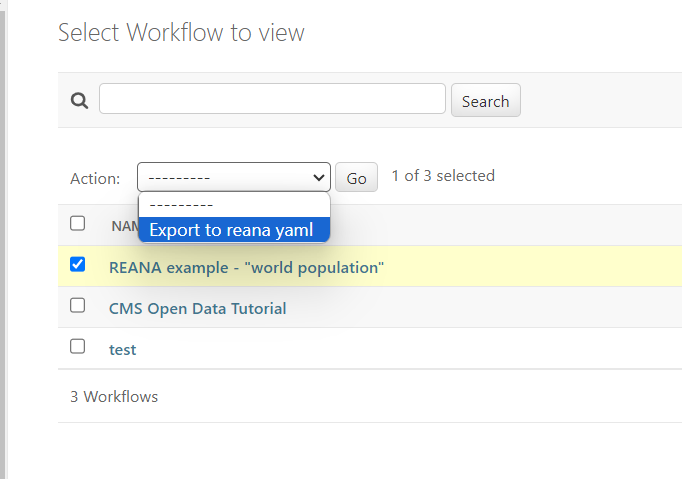 Select Workflow to view
Search
Action: --------- Go 1 of 3 selected
---------
Export to reana yaml
REANA example - "world population"
CMS Open Data Tutorial
test
3 Workflows